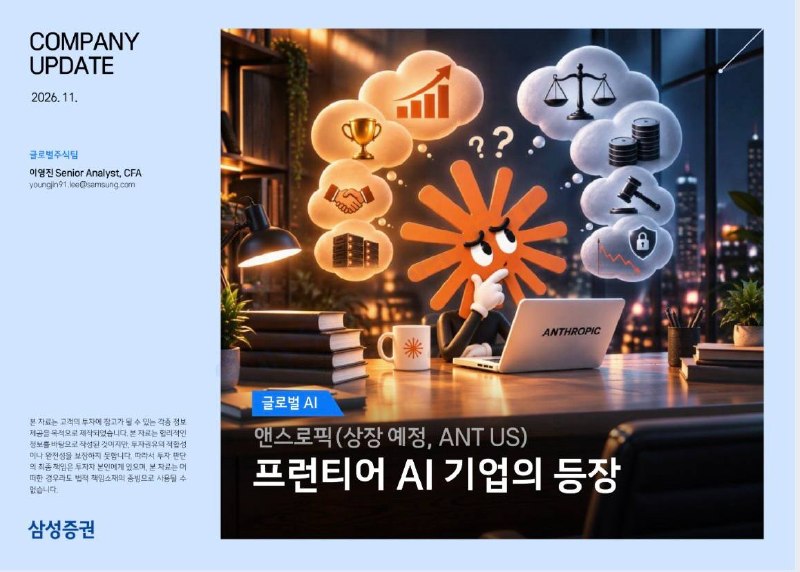 COMPANY
UPDATE
2026. 11.
글로벌주식팀
이영진 Senior Analyst, CFA
youngjin91.lee@samsung.com
본 자료는 고객의 투자에 참고가 될 수 있는 각종 정보
제공을 목적으로 제작되었습니다. 본 자료는 합리적인
정보를 바탕으로 작성된 것이지만, 투자권유의 적합성
이나 완전성을 보장하지 못합니다. 따라서 투자 판단
의 최종 책임은 투자자 본인에게 있으며, 본 자료는 어
떠한 경우라도 법적 책임소재의 증빙으로 사용될 수
없습니다.
삼성증권
? ?
ANTHROPIC
글로벌 AI
앤스로픽(상장 예정, ANT US)
프런티어 AI 기업의 등장